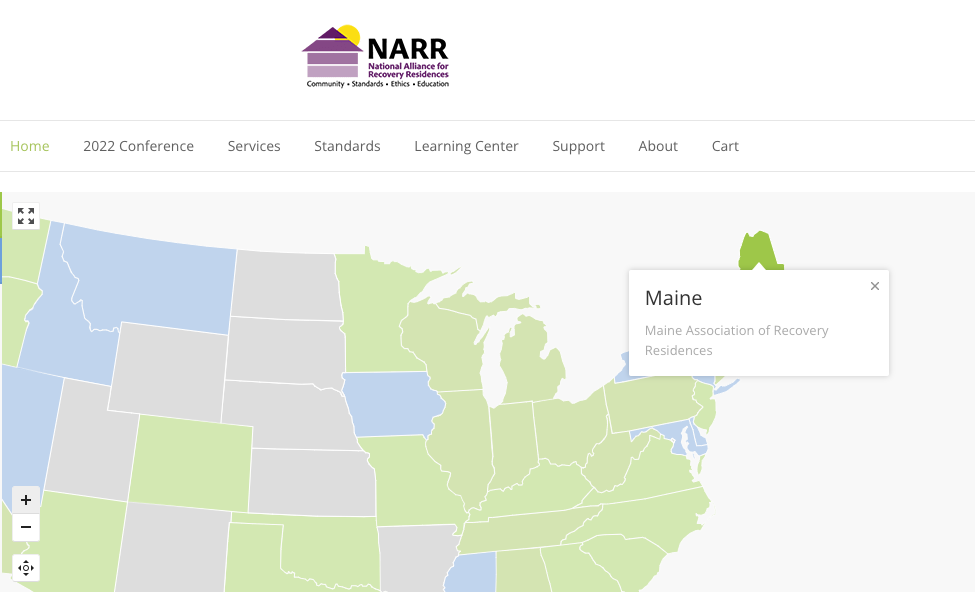 NARR
National Alliance for
Recovery Residences
Community • Standards • Ethics • Education
Home 2022 Conference Services Standards Learning Center Support About Cart
Maine
Maine Association of Recovery
Residences